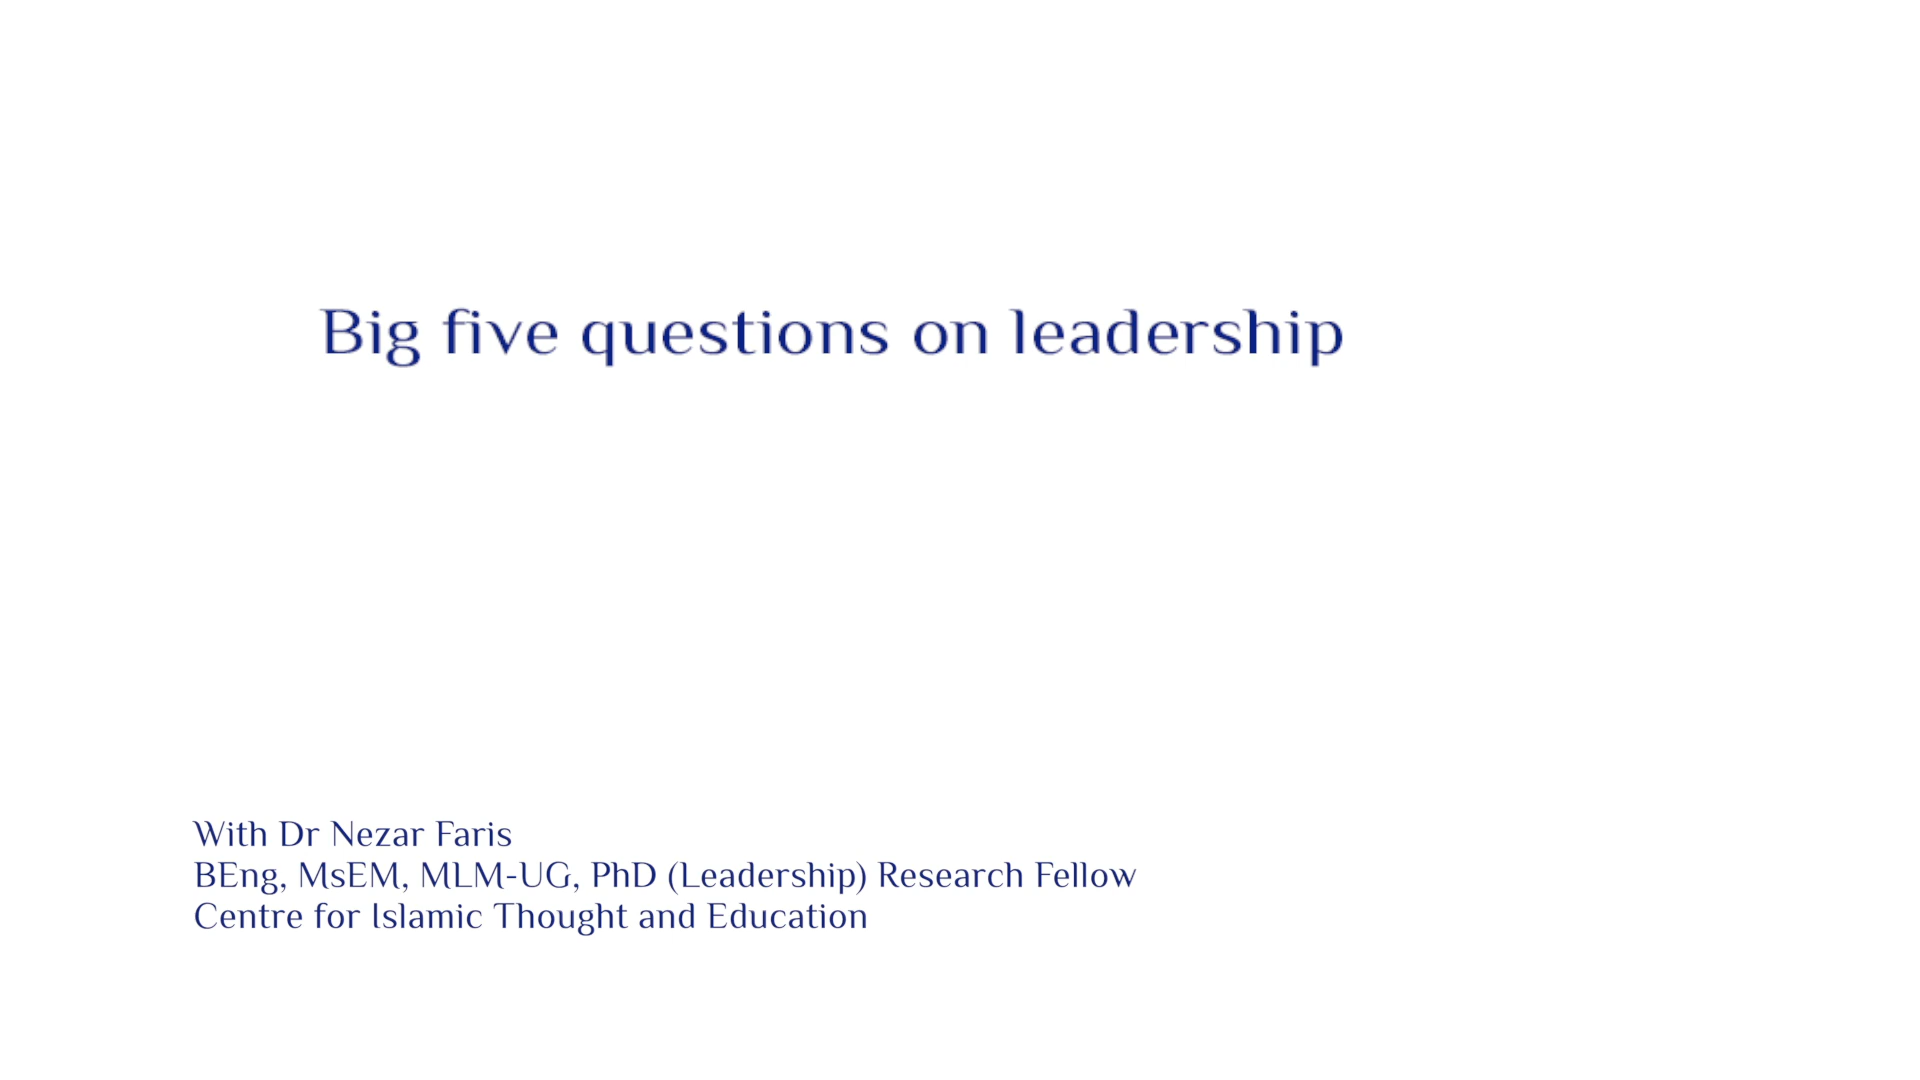 Big five questions on leadership
With Dr Nezar Faris
BEng, MsEM, MLM-UG, PhD (Leadership) Research Fellow
Centre for Islamic Thought and Education